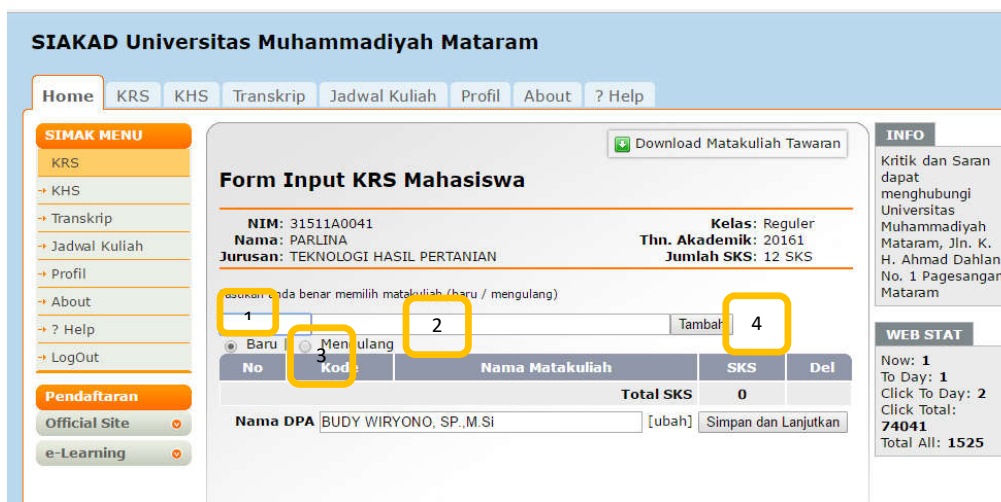 SIAKAD Universitas Muhammadiyah Mataram
Home KRS KHS Transkrip Jadwal Kuliah Profil About ? Help
SIMAK MENU
KRS
KHS
Transkrip
Jadwal Kuliah
Profil
About
? Help
LogOut
Pendaftaran
Official Site
e-Learning
Download Matakuliah Tawaran
Form Input KRS Mahasiswa
NIM: 31511A0041 Kelas: Reguler
Nama: PARLINA Thn. Akademik: 20161
Jurusan: TEKNOLOGI HASIL PERTANIAN Jumlah SKS: 12 SKS
anda benar memilih matakuliah (baru / mengulang)
1 2 Tambah 4
Baru | Mengulang
3
No Kode Nama Matakuliah SKS Del
Total SKS 0
Nama DPA BUDY WIRYONO, SP.,M.Si [ubah] Simpan dan Lanjutkan
INFO
Kritik dan Saran
dapat
menghubungi
Universitas
Muhammadiyah
Mataram, Jln. K.
H. Ahmad Dahlan
No. 1 Pagesangan
Mataram
WEB STAT
Now: 1
To Day: 1
Click To Day: 2
Click Total:
74041
Total All: 1525